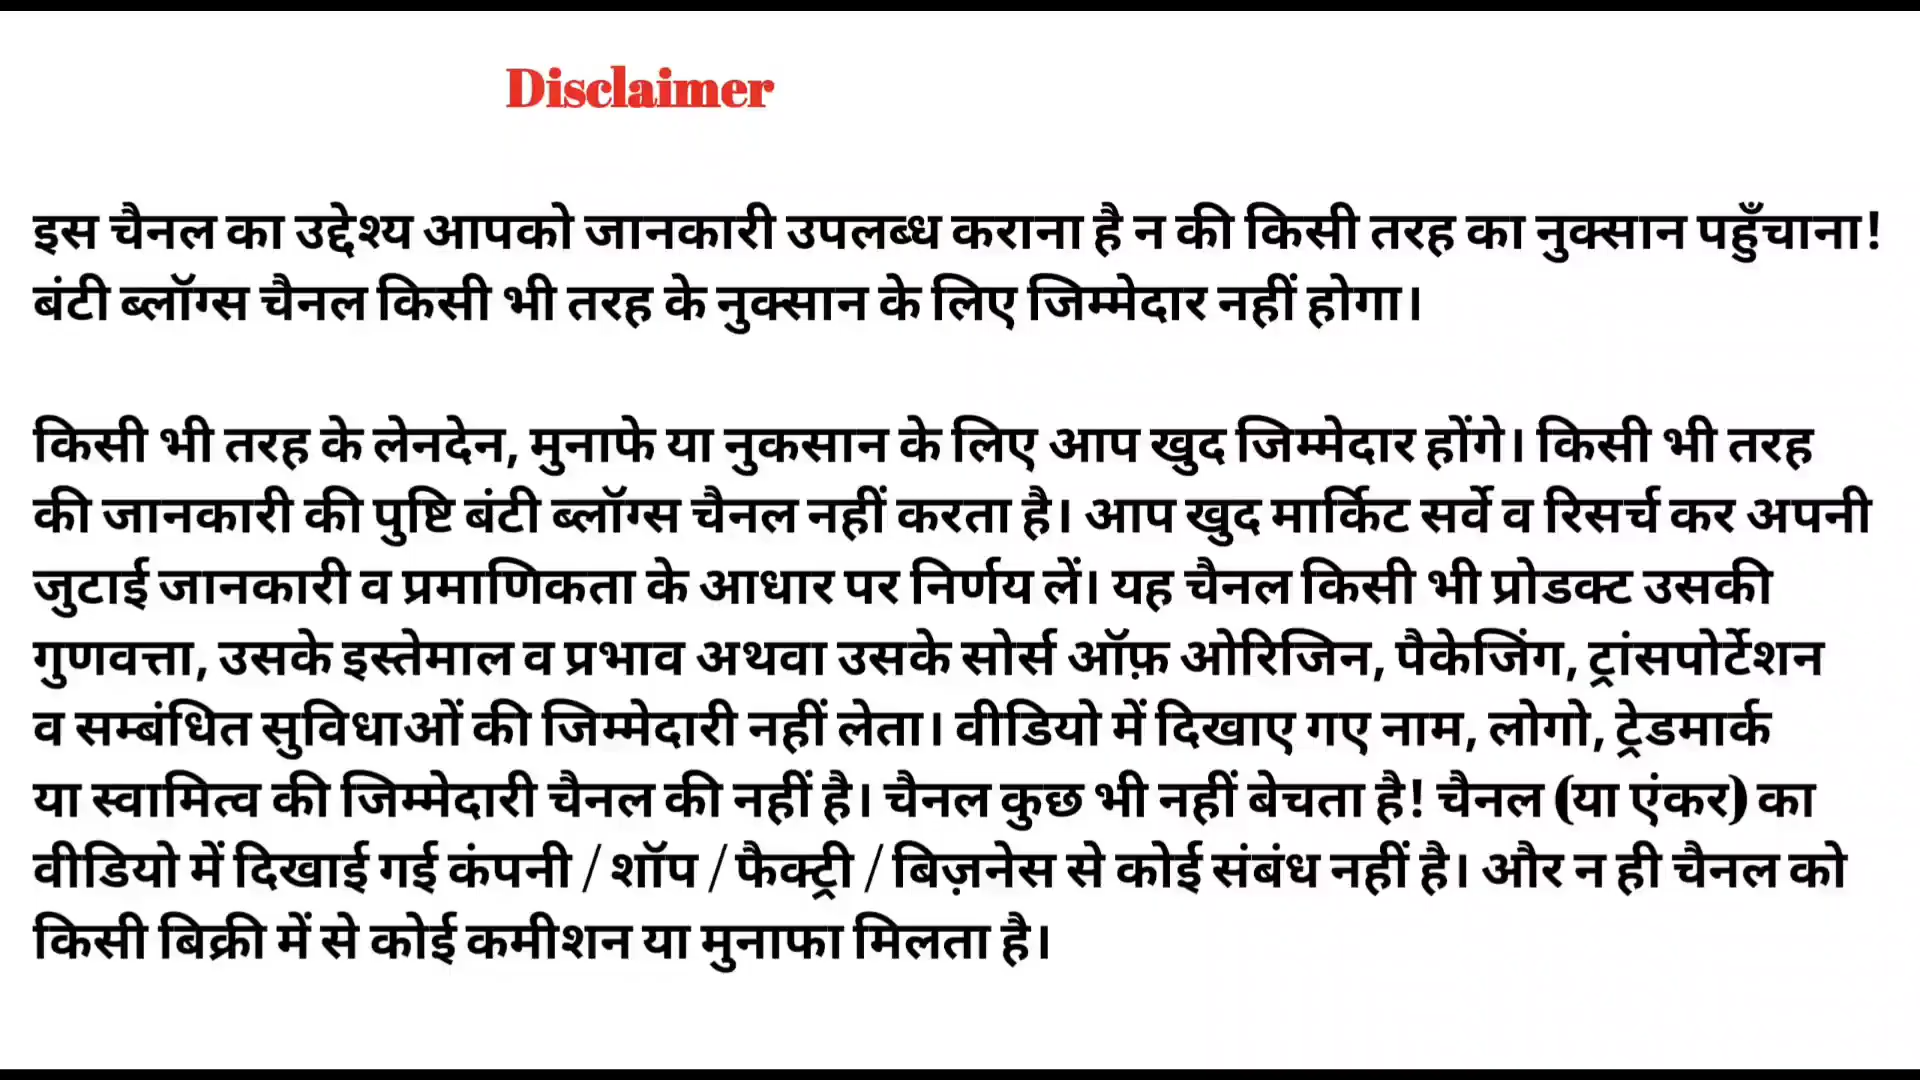 Disclaimer
इस चैनल का उद्देश्य आपको जानकारी उपलब्ध कराना है न की किसी तरह का नुक्सान पहुँचाना!
बंटी ब्लॉग्स चैनल किसी भी तरह के नुक्सान के लिए जिम्मेदार नहीं होगा।
किसी भी तरह के लेनदेन, मुनाफे या नुकसान के लिए आप खुद जिम्मेदार होंगे। किसी भी तरह
की जानकारी की पुष्टि बंटी ब्लॉग्स चैनल नहीं करता है। आप खुद मार्किट सर्वे व रिसर्च कर अपनी
जुटाई जानकारी व प्रमाणिकता के आधार पर निर्णय लें। यह चैनल किसी भी प्रोडक्ट उसकी
गुणवत्ता, उसके इस्तेमाल व प्रभाव अथवा उसके सोर्स ऑफ़ ओरिजिन, पैकेजिंग, ट्रांसपोर्टेशन
व सम्बंधित सुविधाओं की जिम्मेदारी नहीं लेता। वीडियो में दिखाए गए नाम, लोगो, ट्रेडमार्क
या स्वामित्व की जिम्मेदारी चैनल की नहीं है। चैनल कुछ भी नहीं बेचता है! चैनल (या एंकर) का
वीडियो में दिखाई गई कंपनी / शॉप / फैक्ट्री / बिज़नेस से कोई संबंध नहीं है। और न ही चैनल को
किसी बिक्री में से कोई कमीशन या मुनाफा मिलता है।